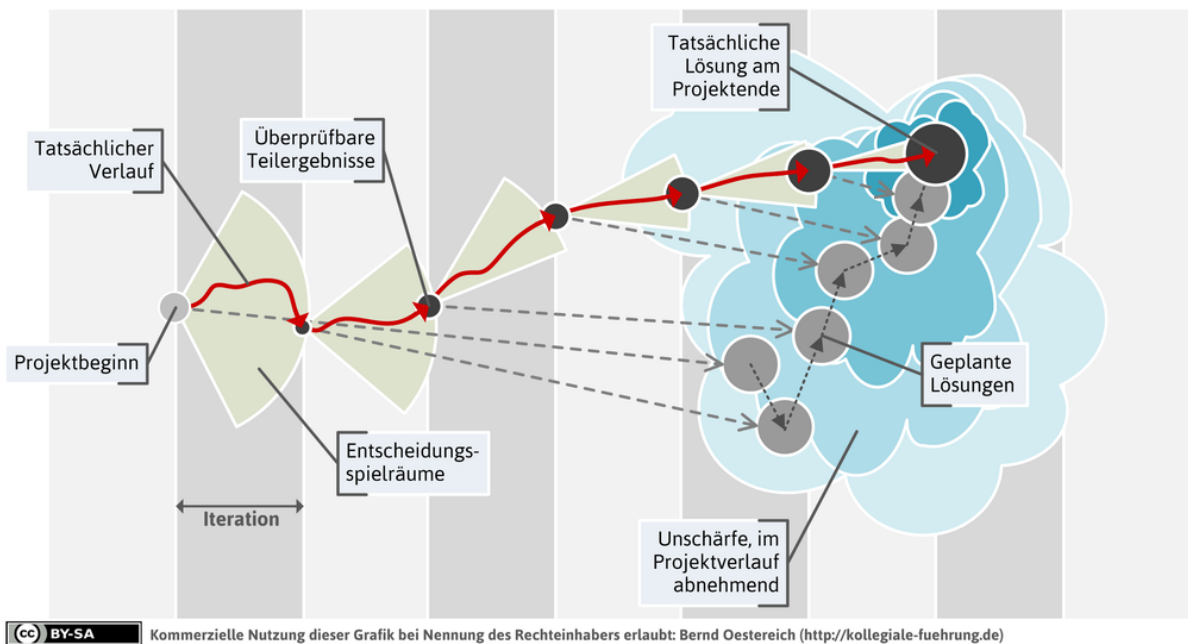 Tatsächliche
Lösung am
Projektende
Tatsächlicher
Verlauf
Überprüfbare
Teilergebnisse
Projektbeginn
Geplante
Lösungen
Entscheidungs-
spielräume
Iteration
Unschärfe, im
Projektverlauf
abnehmend
cc BY-SA
Kommerzielle Nutzung dieser Grafik bei Nennung des Rechteinhabers erlaubt: Bernd Oestereich (http://kollegiale-fuehrung.de)